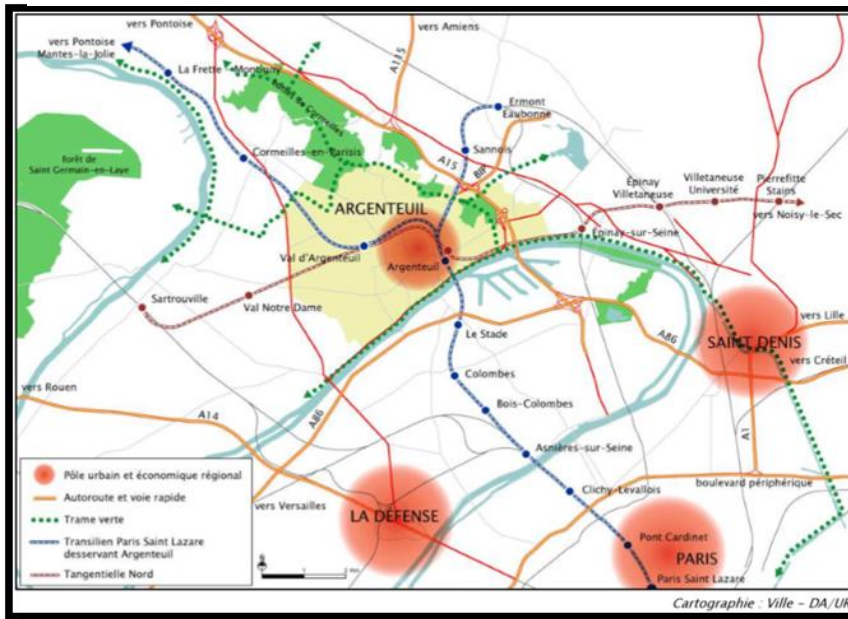 vers Pontoise
vers Amiens
vers Pontoise
Mantes-la-Jolie
La Frette - Montigny
A115
forêt de Cormeilles
Ermont
Eaubonne
Sannois
forêt de
Saint Germain-en-Laye
Cormeilles-en-Parisis
A15
BIP
Épinay
Villetaneuse
Villetaneuse
Université
Pierrefitte
Stains
vers Noisy-le-Sec
ARGENTEUIL
Épinay-sur-Seine
Val d'Argenteuil
Argenteuil
Sartrouville
Val Notre Dame
Le Stade
A86
SAINT DENIS
vers Lille
vers Créteil
Colombes
vers Rouen
A14
A86
Bois-Colombes
A1
Asnières-sur-Seine
Clichy-Levallois
boulevard périphérique
vers Versailles
LA DÉFENSE
Pont Cardinet
PARIS
Paris Saint Lazare
Pôle urbain et économique régional
Autoroute et voie rapide
Trame verte
Transilien Paris Saint Lazare
desservant Argenteuil
Tangentielle Nord
Cartographie : Ville - DA/UR